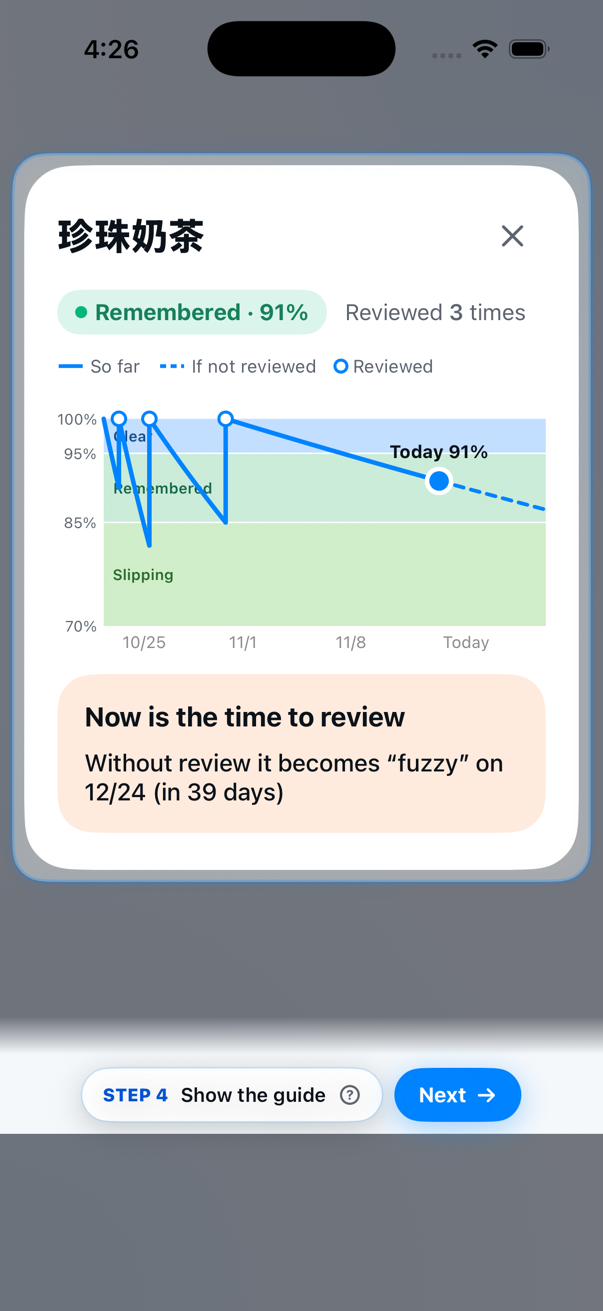 4:26
珍珠奶茶
Remembered · 91%
Reviewed 3 times
So far
If not reviewed
Reviewed
100%
Clear
Today 91%
95%
Remembered
85%
Slipping
70%
10/25
11/1
11/8
Today
Now is the time to review
Without review it becomes “fuzzy” on
12/24 (in 39 days)
STEP 4 Show the guide ?
Next →